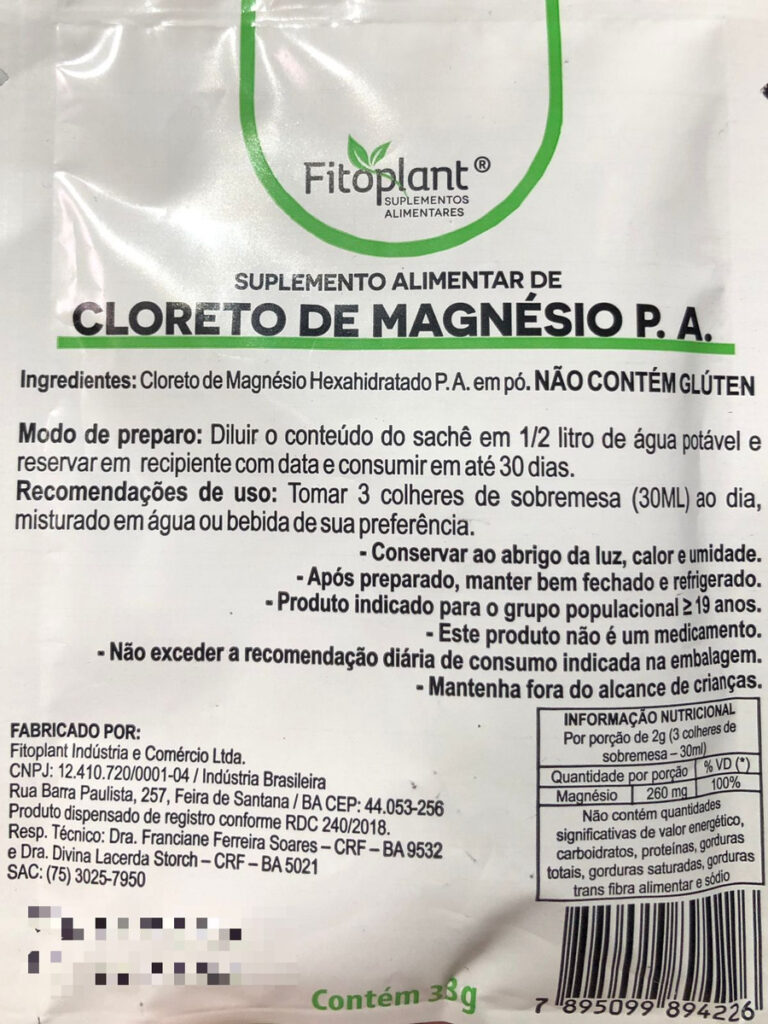 Fitoplant®
SUPLEMENTOS
ALIMENTARES
SUPLEMENTO ALIMENTAR DE
CLORETO DE MAGNÉSIO P. A.
Ingredientes: Cloreto de Magnésio Hexahidratado P.A. em pó. NÃO CONTÉM GLÚTEN
Modo de preparo: Diluir o conteúdo do sachê em 1/2 litro de água potável e
reservar em recipiente com data e consumir em até 30 dias.
Recomendações de uso: Tomar 3 colheres de sobremesa (30ML) ao dia,
misturado em água ou bebida de sua preferência.
- Conservar ao abrigo da luz, calor e umidade.
- Após preparado, manter bem fechado e refrigerado.
- Produto indicado para o grupo populacional ≥ 19 anos.
- Este produto não é um medicamento.
- Não exceder a recomendação diária de consumo indicada na embalagem.
- Mantenha fora do alcance de crianças.
FABRICADO POR:
Fitoplant Indústria e Comércio Ltda.
CNPJ: 12.410.720/0001-04 / Indústria Brasileira
Rua Barra Paulista, 257, Feira de Santana / BA CEP: 44.053-256
Produto dispensado de registro conforme RDC 240/2018.
Resp. Técnico: Dra. Franciane Ferreira Soares – CRF – BA 9532
e Dra. Divina Lacerda Storch – CRF – BA 5021
SAC: (75) 3025-7950
INFORMAÇÃO NUTRICIONAL
Por porção de 2g (3 colheres de
sobremesa – 30ml)
Quantidade por porção % VD (*)
Magnésio 260 mg 100%
Não contém quantidades
significativas de valor energético,
carboidratos, proteínas, gorduras
totais, gorduras saturadas, gorduras
trans fibra alimentar e sódio
Contém 33g
7 895099 894226